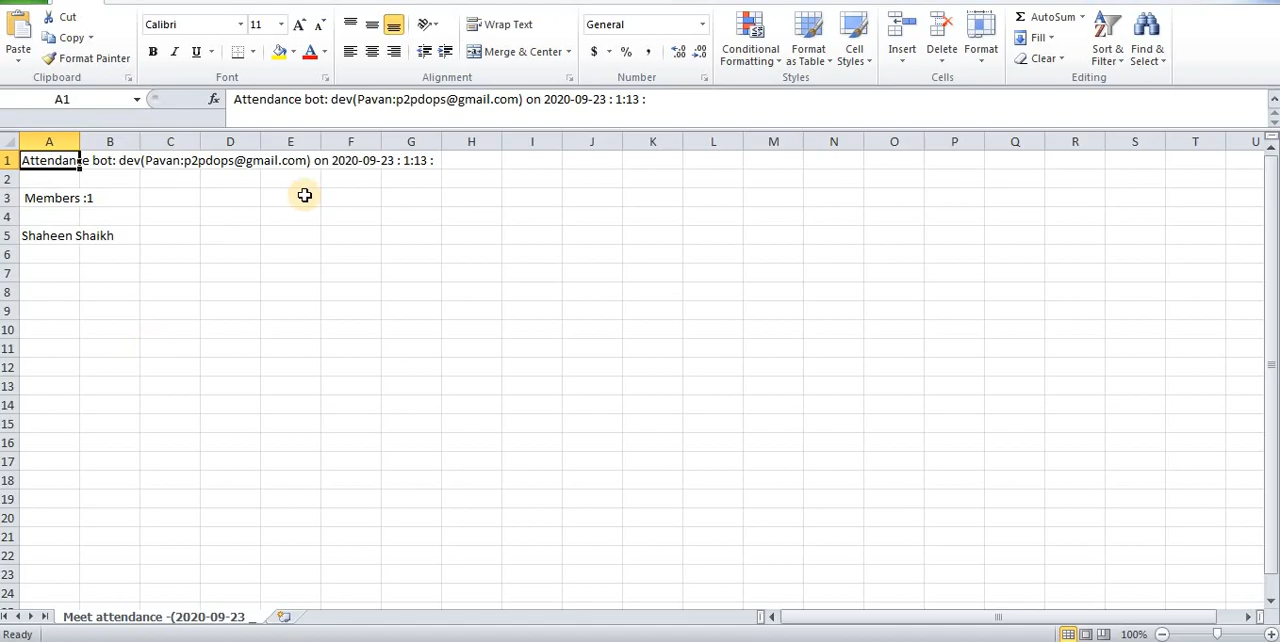 Cut
Copy
Format Painter
Paste
Clipboard
Calibri 11 A A
B I U A
Font
Wrap Text
Merge & Center
Alignment
General
$ % ,
Number
Conditional Formatting
Format as Table
Cell Styles
Styles
Insert
Delete
Format
Cells
Σ AutoSum
Fill
Clear
Sort & Filter
Find & Select
Editing
A1 fx Attendance bot: dev(Pavan:p2pdops@gmail.com) on 2020-09-23 : 1:13 :
A B C D E F G H I J K L M N O P Q R S T U
1 Attendance bot: dev(Pavan:p2pdops@gmail.com) on 2020-09-23 : 1:13 :
2
3 Members :1
4
5 Shaheen Shaikh
6
7
8
9
10
11
12
13
14
15
16
17
18
19
20
21
22
23
24
Meet attendance -(2020-09-23 _
Ready 100%